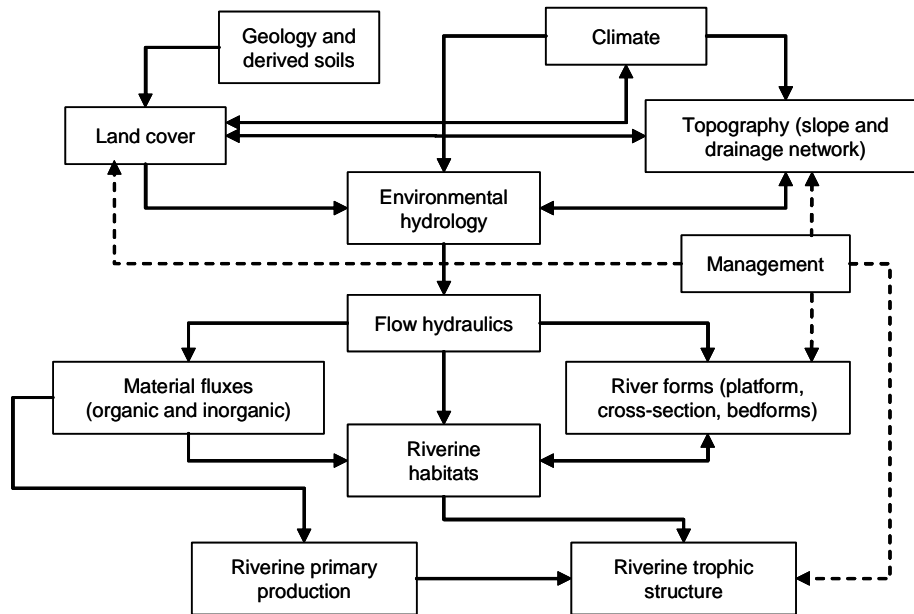 Geology and
derived soils
Climate
Land cover
Topography (slope and
drainage network)
Environmental
hydrology
Management
Flow hydraulics
Material fluxes
(organic and inorganic)
River forms (platform,
cross-section, bedforms)
Riverine
habitats
Riverine primary
production
Riverine trophic
structure